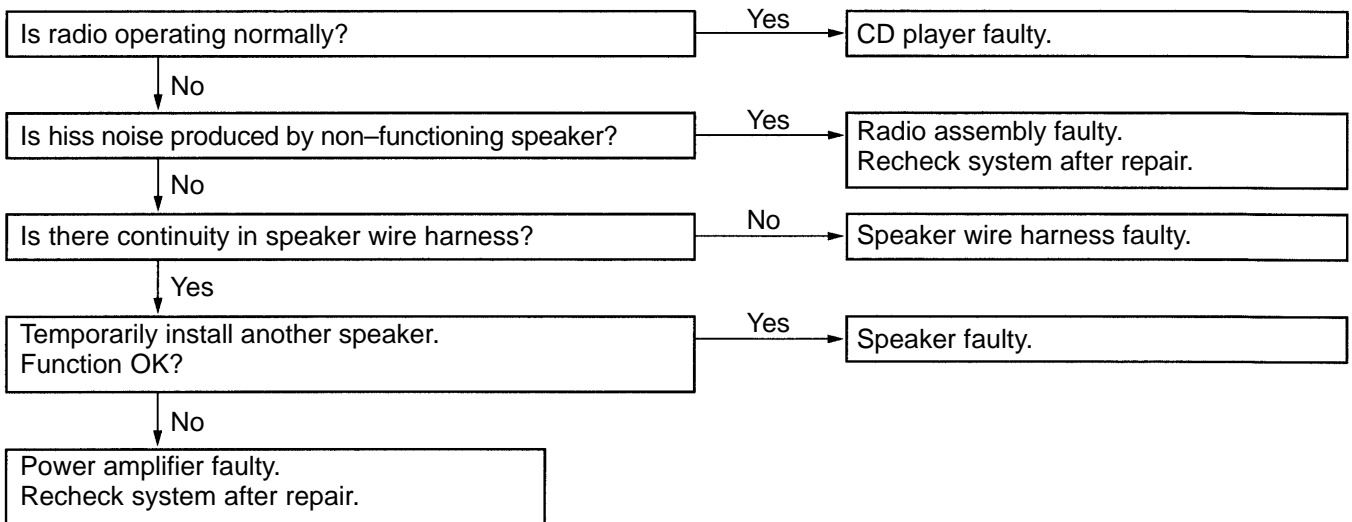 Is radio operating normally?
Yes
CD player faulty.
No
Is hiss noise produced by non–functioning speaker?
Yes
Radio assembly faulty.
Recheck system after repair.
No
Is there continuity in speaker wire harness?
No
Speaker wire harness faulty.
Yes
Temporarily install another speaker.
Function OK?
Yes
Speaker faulty.
No
Power amplifier faulty.
Recheck system after repair.